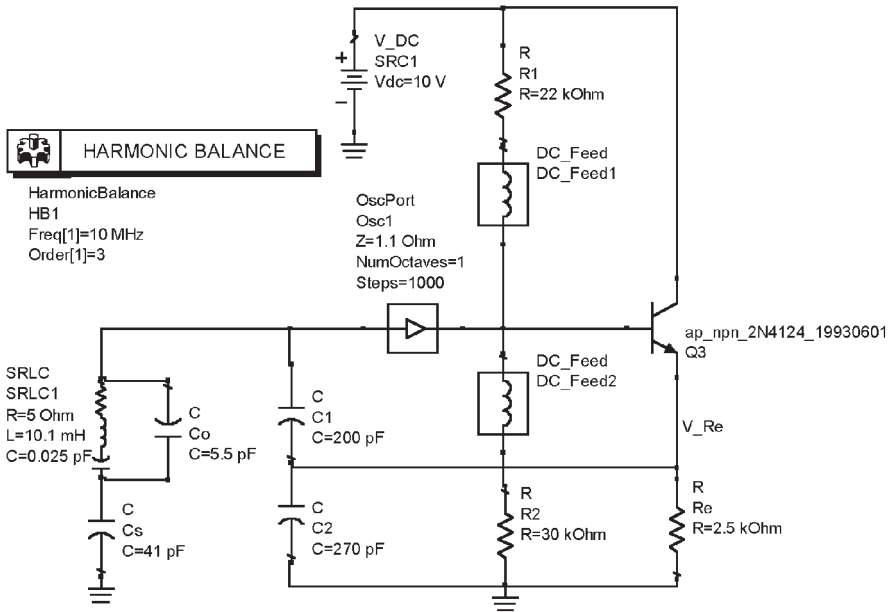 V_DC
SRC1
Vdc=10 V
+
–
R
R1
R=22 kOhm
HARMONIC BALANCE
HarmonicBalance
HB1
Freq[1]=10 MHz
Order[1]=3
DC_Feed
DC_Feed1
OscPort
Osc1
Z=1.1 Ohm
NumOctaves=1
Steps=1000
ap_npn_2N4124_19930601
Q3
SRLC
SRLC1
R=5 Ohm
L=10.1 mH
C=0.025 pF
C
Co
C=5.5 pF
C
C1
C=200 pF
DC_Feed
DC_Feed2
V_Re
C
Cs
C=41 pF
C
C2
C=270 pF
R
R2
R=30 kOhm
R
Re
R=2.5 kOhm